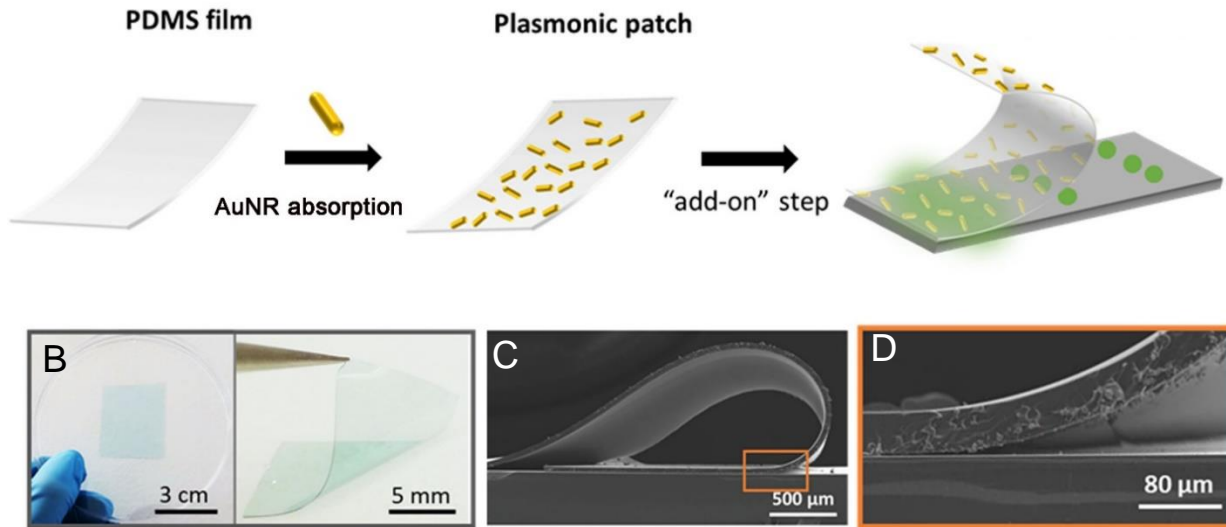 PDMS film
Plasmonic patch
AuNR absorption
“add-on” step
B
3 cm
5 mm
C
500 µm
D
80 µm